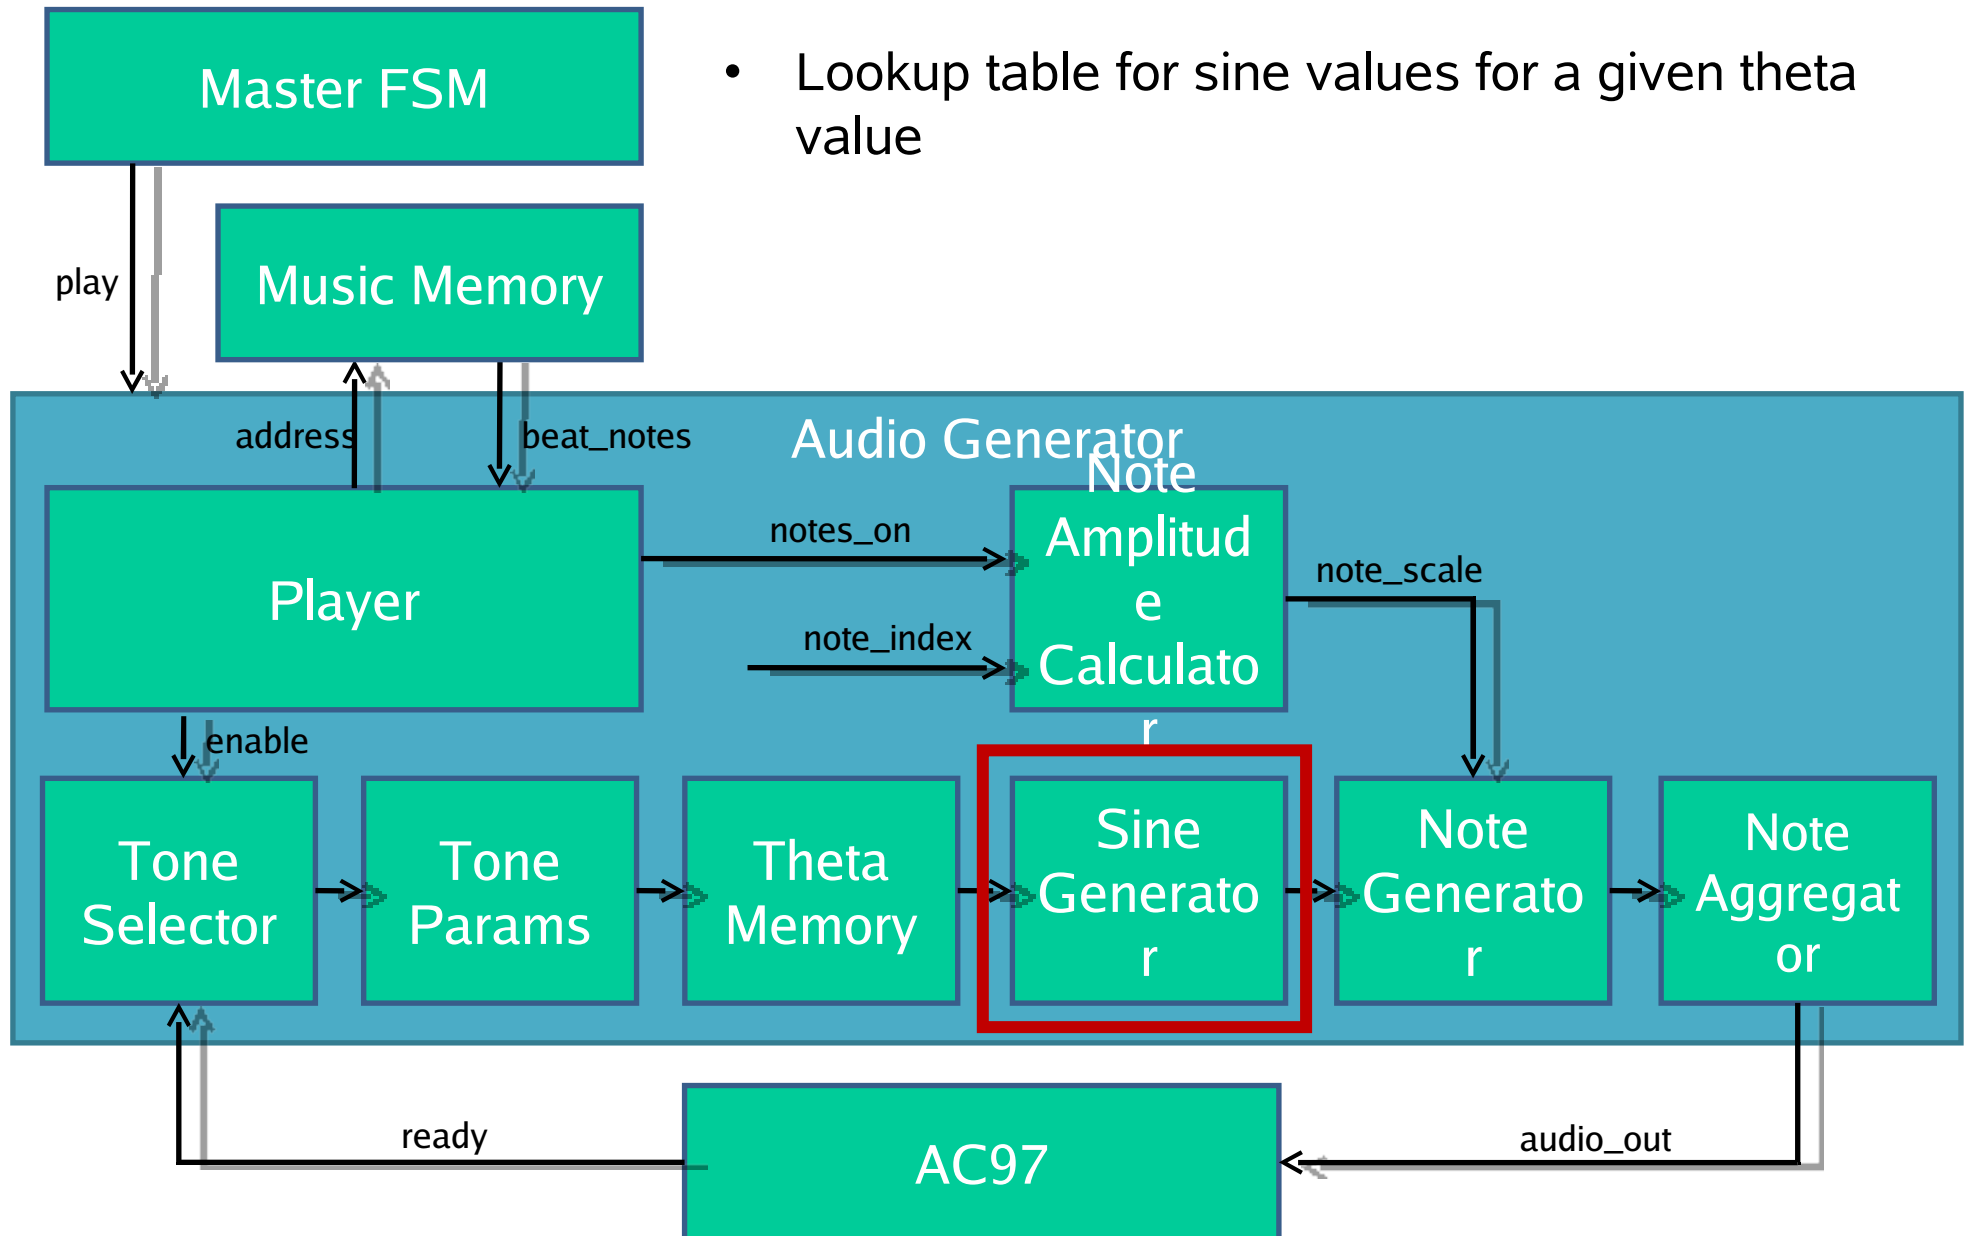 Master FSM
• Lookup table for sine values for a given theta
value
play
Music Memory
address
beat_notes
Audio Generator
Player
notes_on
note_index
Note
Amplitud
e
Calculato
r
note_scale
enable
Tone
Selector
Tone
Params
Theta
Memory
Sine
Generato
r
Note
Generato
r
Note
Aggregat
or
ready
AC97
audio_out